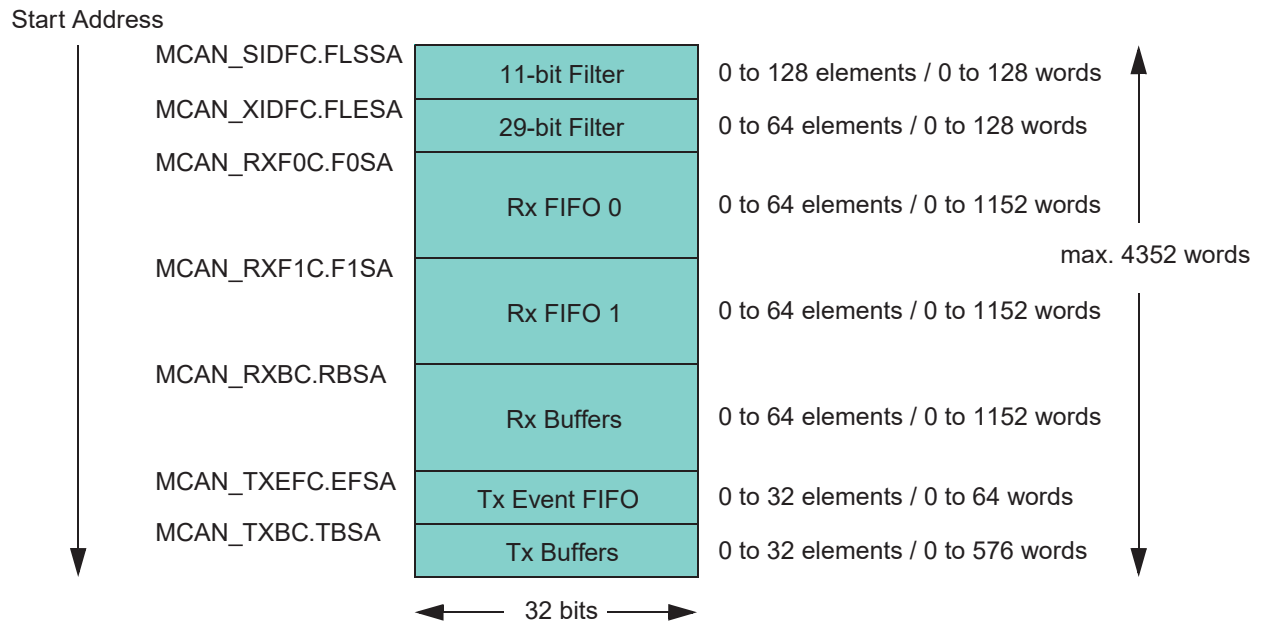 Start Address
MCAN_SIDFC.FLSSA
11-bit Filter
0 to 128 elements / 0 to 128 words
MCAN_XIDFC.FLESA
29-bit Filter
0 to 64 elements / 0 to 128 words
MCAN_RXF0C.F0SA
Rx FIFO 0
0 to 64 elements / 0 to 1152 words
max. 4352 words
MCAN_RXF1C.F1SA
Rx FIFO 1
0 to 64 elements / 0 to 1152 words
MCAN_RXBC.RBSA
Rx Buffers
0 to 64 elements / 0 to 1152 words
MCAN_TXEFC.EFSA
Tx Event FIFO
0 to 32 elements / 0 to 64 words
MCAN_TXBC.TBSA
Tx Buffers
0 to 32 elements / 0 to 576 words
32 bits